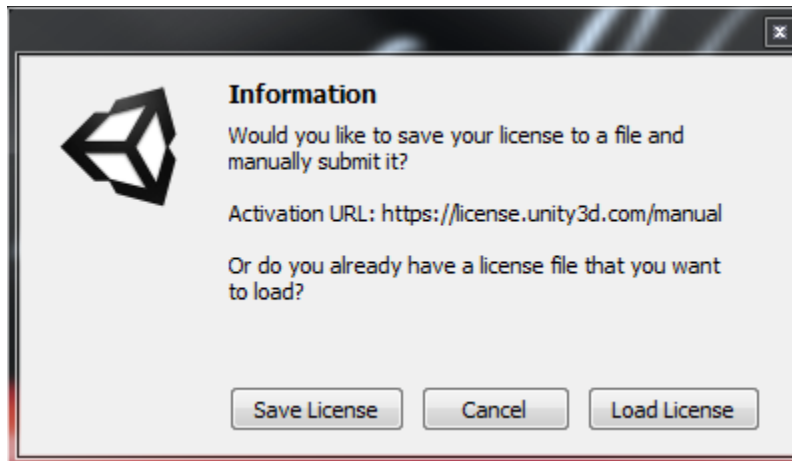 Information
Would you like to save your license to a file and
manually submit it?
Activation URL: https://license.unity3d.com/manual
Or do you already have a license file that you want
to load?
Save License
Cancel
Load License